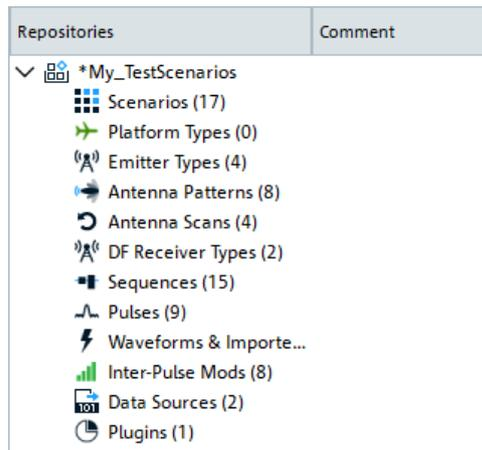 Repositories Comment
*My_TestScenarios
Scenarios (17)
Platform Types (0)
Emitter Types (4)
Antenna Patterns (8)
Antenna Scans (4)
DF Receiver Types (2)
Sequences (15)
Pulses (9)
Waveforms & Importe...
Inter-Pulse Mods (8)
101
Data Sources (2)
Plugins (1)